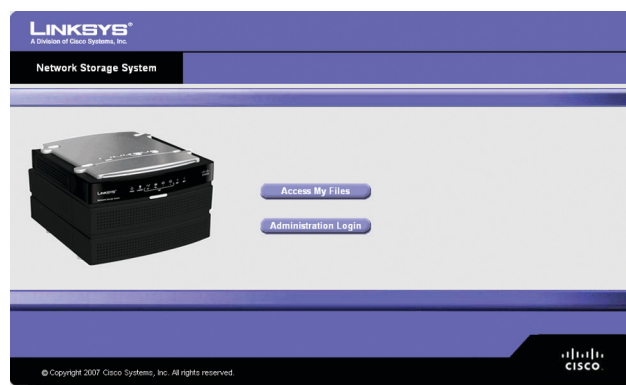 LINKSYS®
A Division of Cisco Systems, Inc.
Network Storage System
LINKSYS
Access My Files
Administration Login
© Copyright 2007 Cisco Systems, Inc. All rights reserved.
CISCO